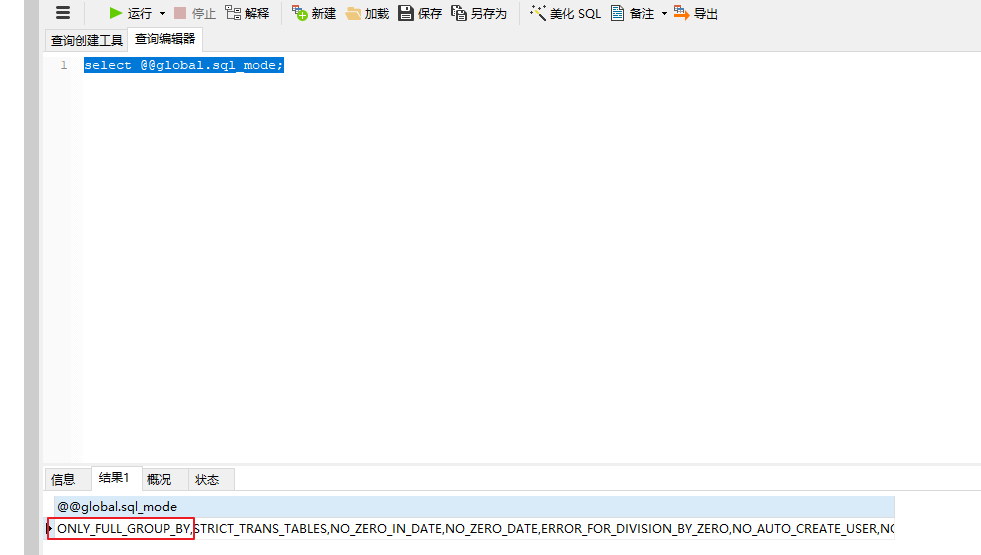 运行 停止 解释 新建 加载 保存 另存为 美化 SQL 备注 导出
查询创建工具 查询编辑器
1 select @@global.sql_mode;
信息 结果1 概况 状态
@@global.sql_mode
ONLY_FULL_GROUP_BY,STRICT_TRANS_TABLES,NO_ZERO_IN_DATE,NO_ZERO_DATE,ERROR_FOR_DIVISION_BY_ZERO,NO_AUTO_CREATE_USER,